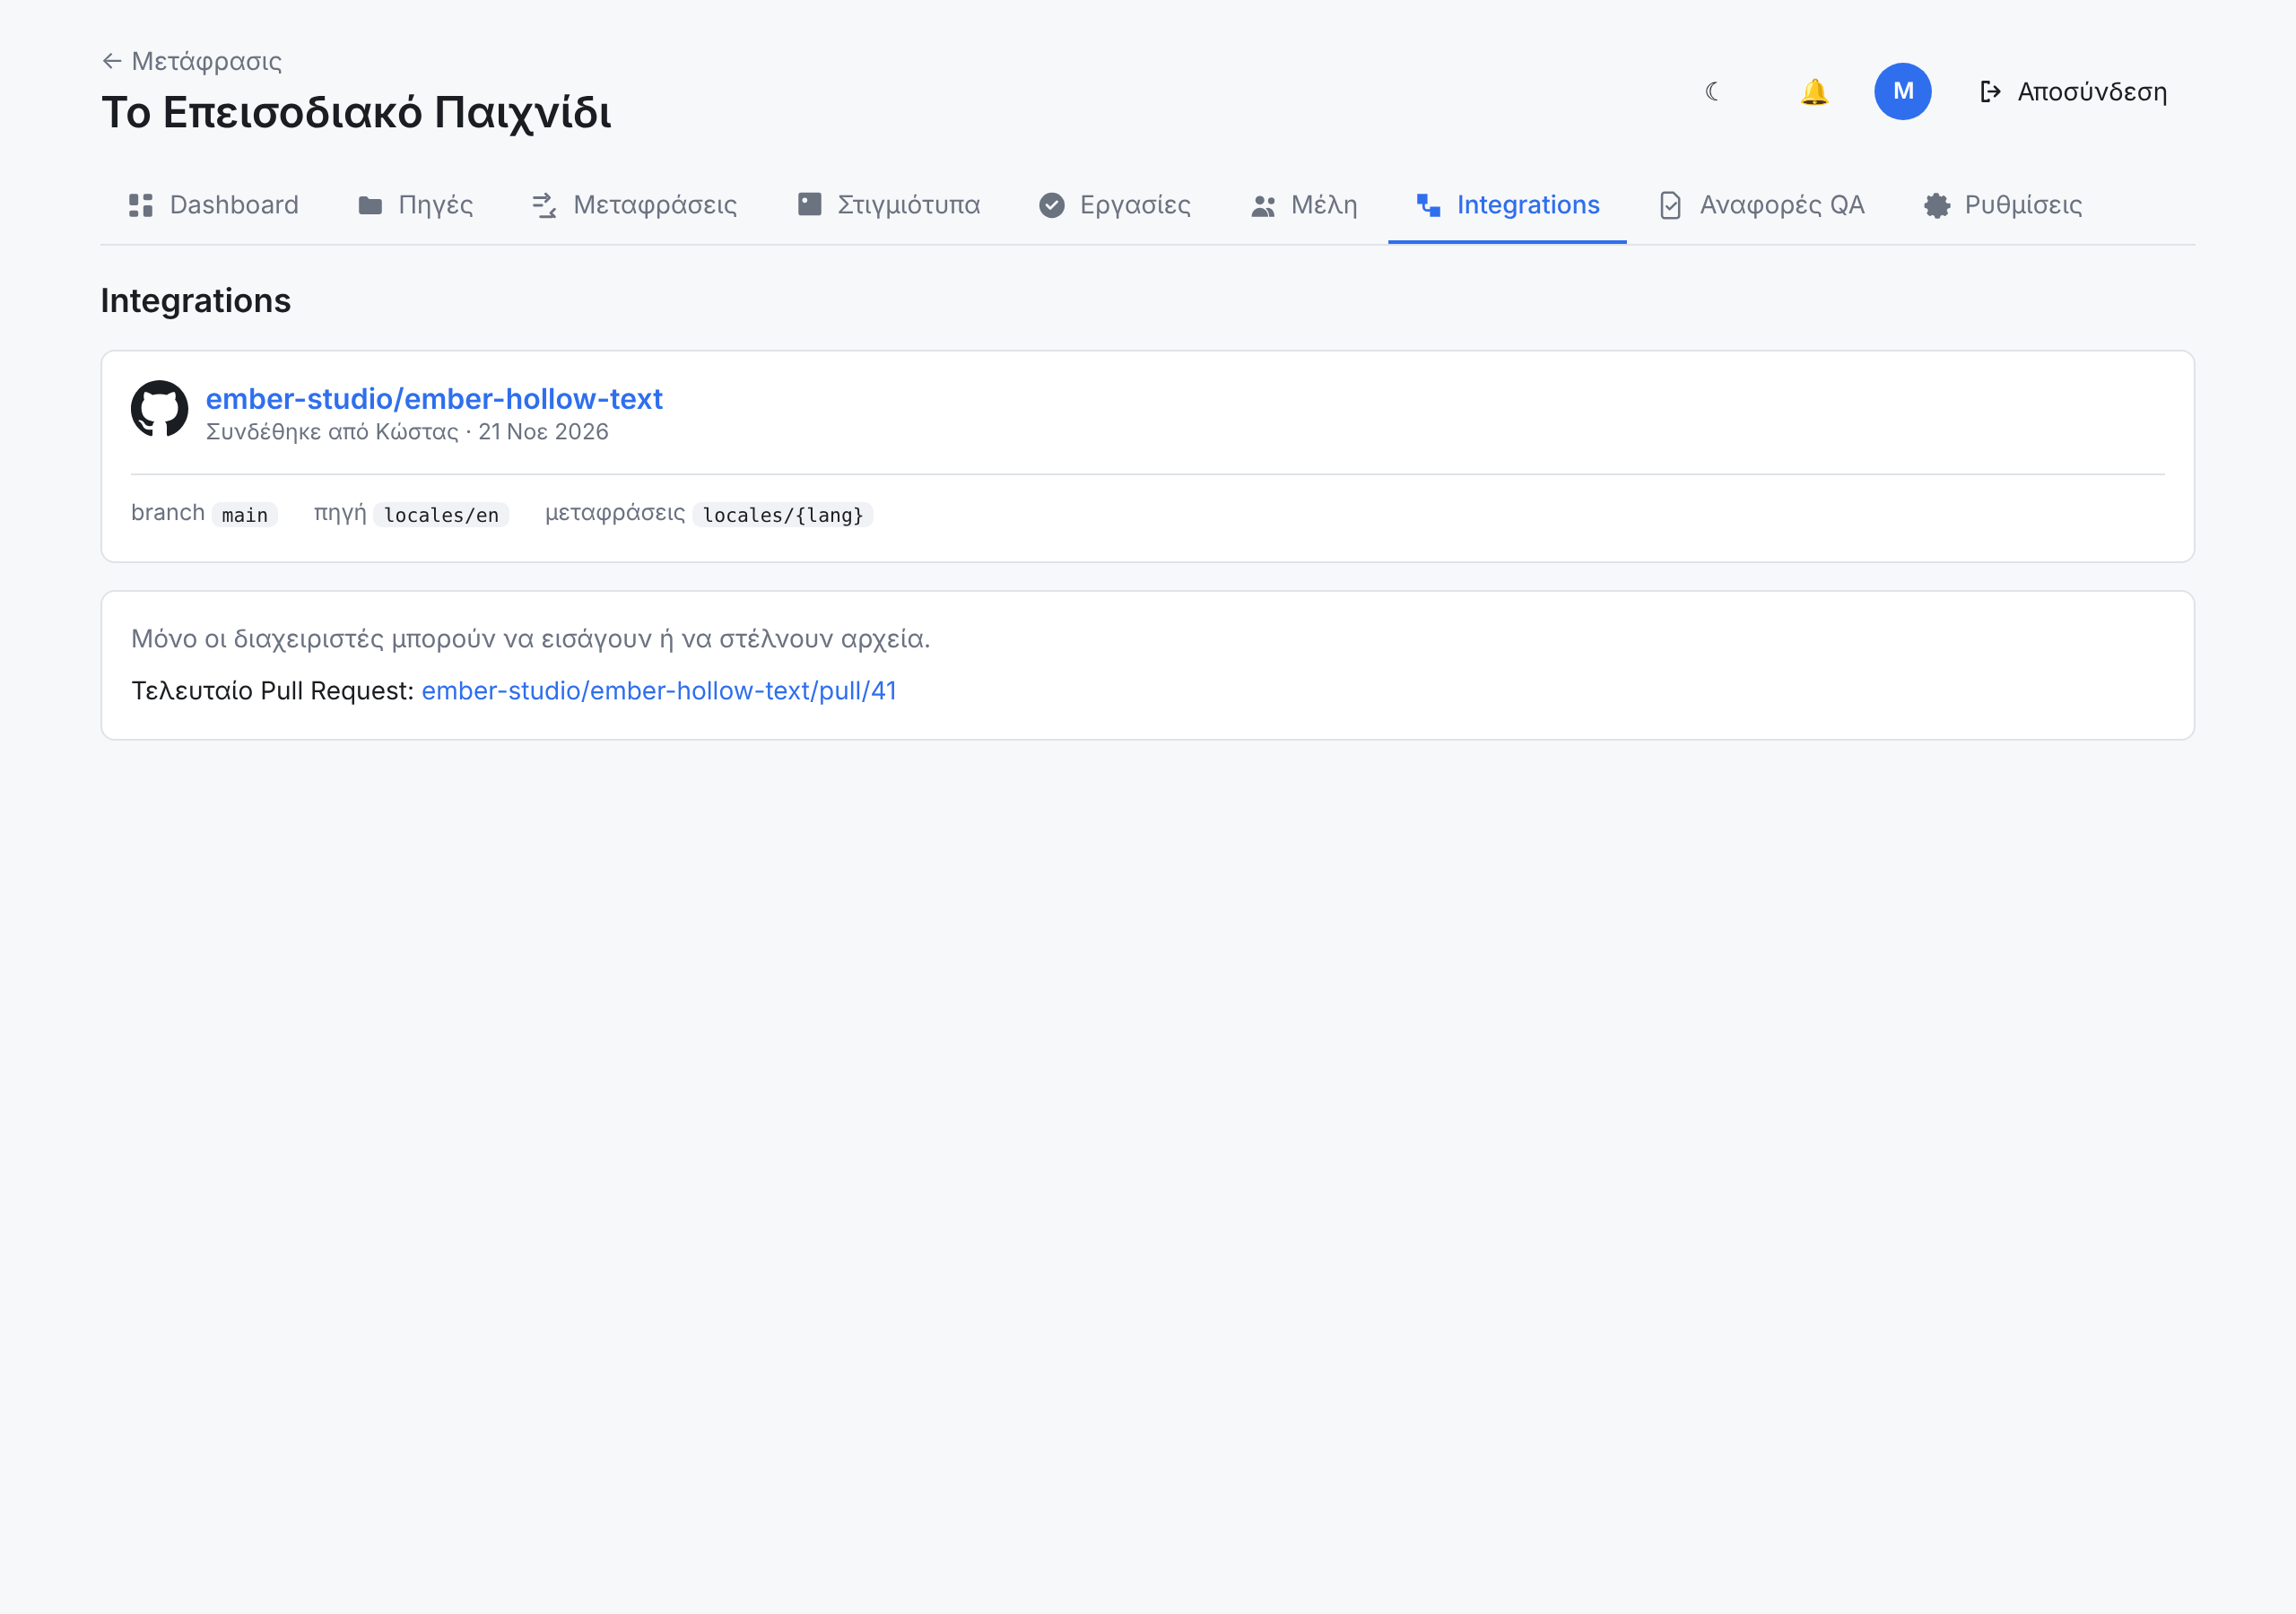 ← Μετάφρασις
Το Επεισοδιακό Παιχνίδι
M
Αποσύνδεση
Dashboard
Πηγές
Μεταφράσεις
Στιγμιότυπα
Εργασίες
Μέλη
Integrations
Αναφορές QA
Ρυθμίσεις
Integrations
ember-studio/ember-hollow-text
Συνδέθηκε από Κώστας · 21 Νοε 2026
branch main πηγή locales/en μεταφράσεις locales/{lang}
Μόνο οι διαχειριστές μπορούν να εισάγουν ή να στέλνουν αρχεία.
Τελευταίο Pull Request: ember-studio/ember-hollow-text/pull/41